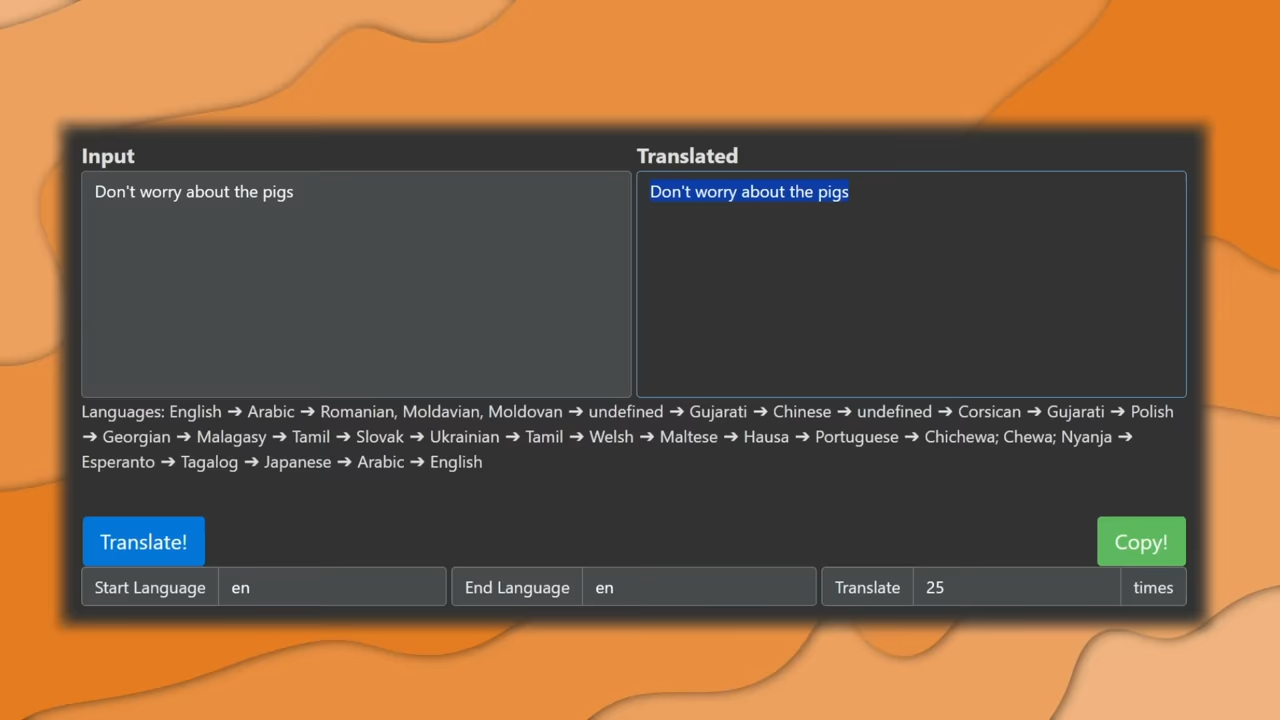 Input
Translated
Don't worry about the pigs
Don't worry about the pigs
Languages: English ➔ Arabic ➔ Romanian, Moldavian, Moldovan ➔ undefined ➔ Gujarati ➔ Chinese ➔ undefined ➔ Corsican ➔ Gujarati ➔ Polish
➔ Georgian ➔ Malagasy ➔ Tamil ➔ Slovak ➔ Ukrainian ➔ Tamil ➔ Welsh ➔ Maltese ➔ Hausa ➔ Portuguese ➔ Chichewa; Chewa; Nyanja ➔
Esperanto ➔ Tagalog ➔ Japanese ➔ Arabic ➔ English
Translate!
Copy!
Start Language en End Language en Translate 25 times